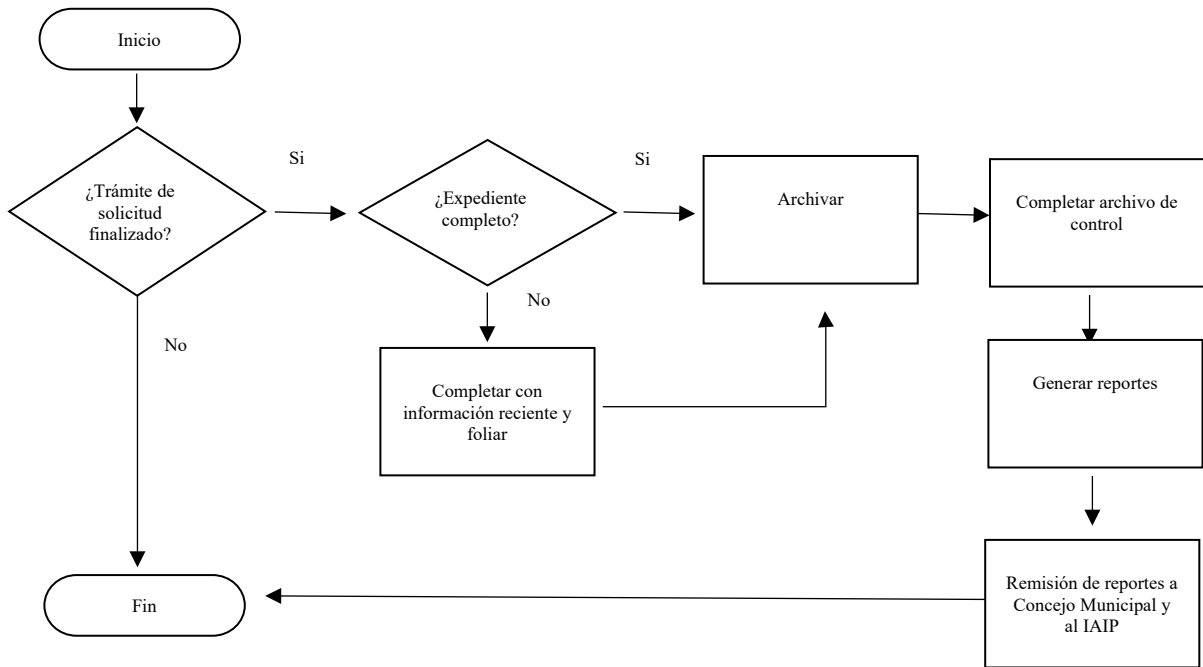 Inicio
¿Trámite de
solicitud
finalizado?
Si
¿Expediente
completo?
Si
Archivar
Completar archivo de
control
No
No
Completar con
información reciente y
foliar
Generar reportes
Fin
Remisión de reportes a
Concejo Municipal y
al IAIP